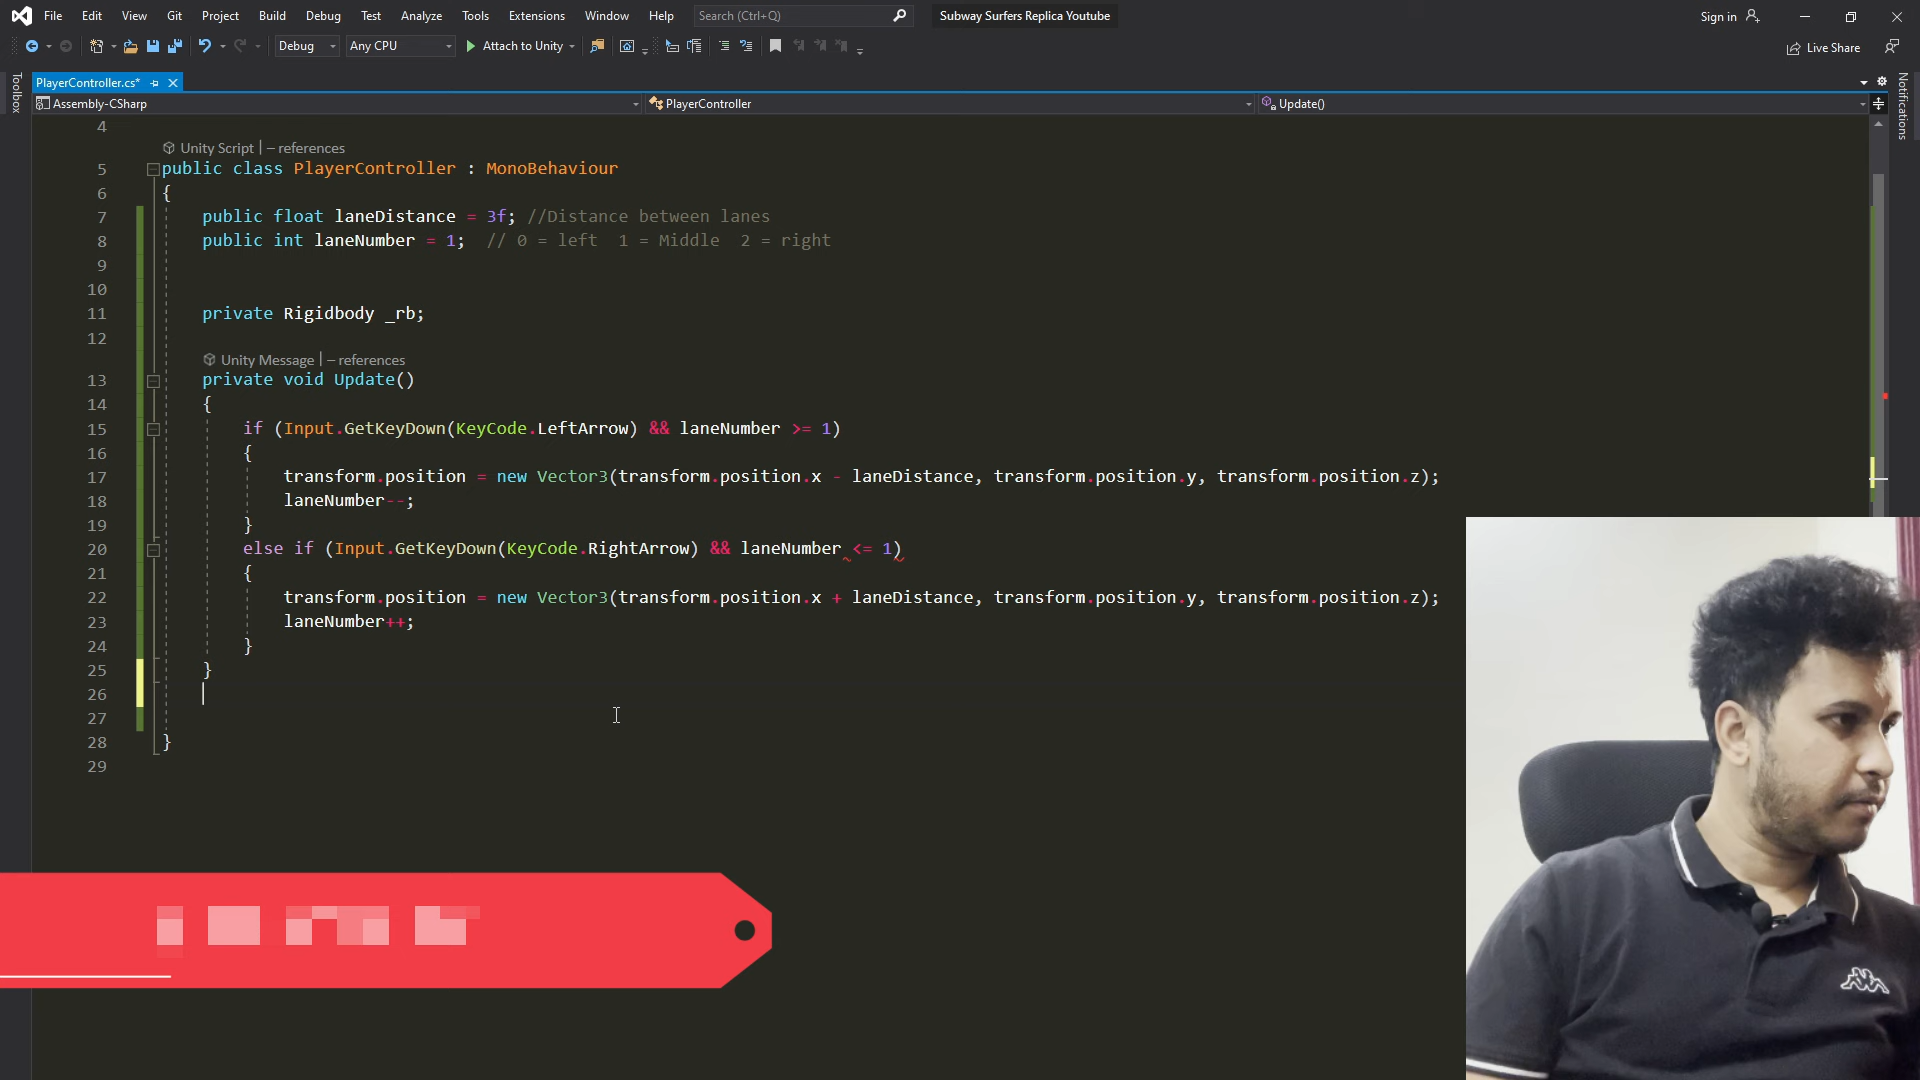 File Edit View Git Project Build Debug Test Analyze Tools Extensions Window Help Search (Ctrl+Q) Subway Surfers Replica Youtube Sign in
Debug Any CPU Attach to Unity Live Share
Toolbox
PlayerController.cs*
Notifications
Assembly-CSharp PlayerController Update()
4
Unity Script | – references
5 public class PlayerController : MonoBehaviour
6 {
7 public float laneDistance = 3f; //Distance between lanes
8 public int laneNumber = 1; // 0 = left 1 = Middle 2 = right
9
10
11 private Rigidbody _rb;
12
Unity Message | – references
13 private void Update()
14 {
15 if (Input.GetKeyDown(KeyCode.LeftArrow) && laneNumber >= 1)
16 {
17 transform.position = new Vector3(transform.position.x - laneDistance, transform.position.y, transform.position.z);
18 laneNumber--;
19 }
20 else if (Input.GetKeyDown(KeyCode.RightArrow) && laneNumber <= 1)
21 {
22 transform.position = new Vector3(transform.position.x + laneDistance, transform.position.y, transform.position.z);
23 laneNumber++;
24 }
25 }
26
27
28 }
29